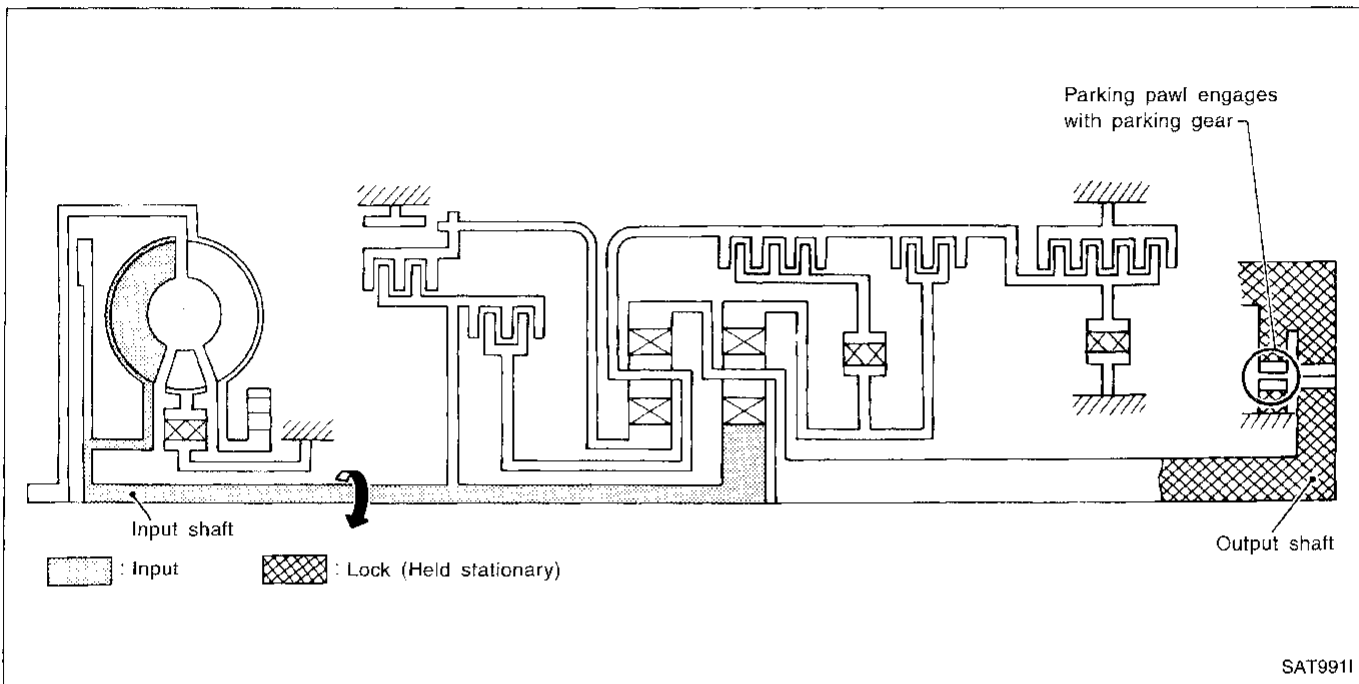 Parking pawl engages
with parking gear
Input shaft
Output shaft
: Input
: Lock (Held stationary)
SAT991I